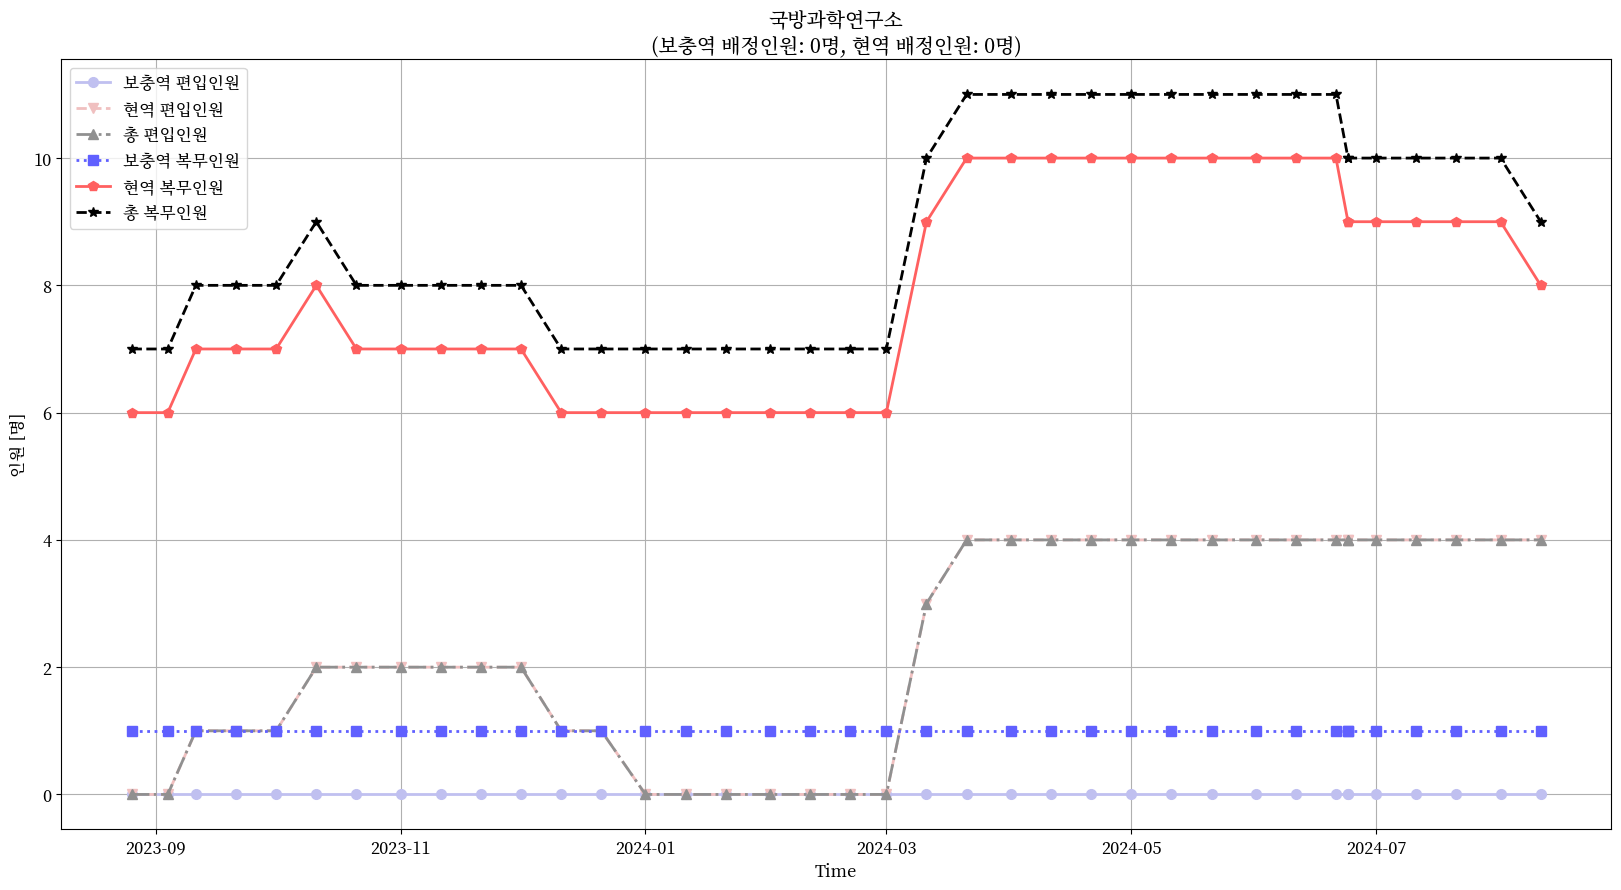 국방과학연구소
(보충역 배정인원: 0명, 현역 배정인원: 0명)
보충역 편입인원
현역 편입인원
총 편입인원
보충역 복무인원
현역 복무인원
총 복무인원
인원 [명]
10
8
6
4
2
0
2023-09
2023-11
2024-01
2024-03
2024-05
2024-07
Time